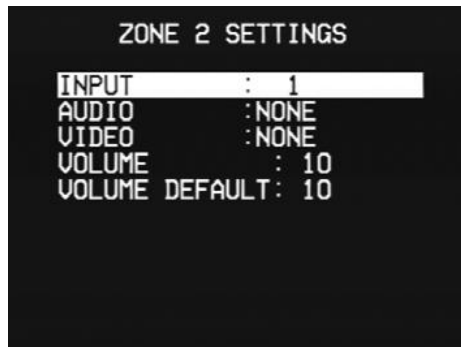 ZONE 2 SETTINGS
INPUT : 1
AUDIO :NONE
VIDEO :NONE
VOLUME : 10
VOLUME DEFAULT: 10